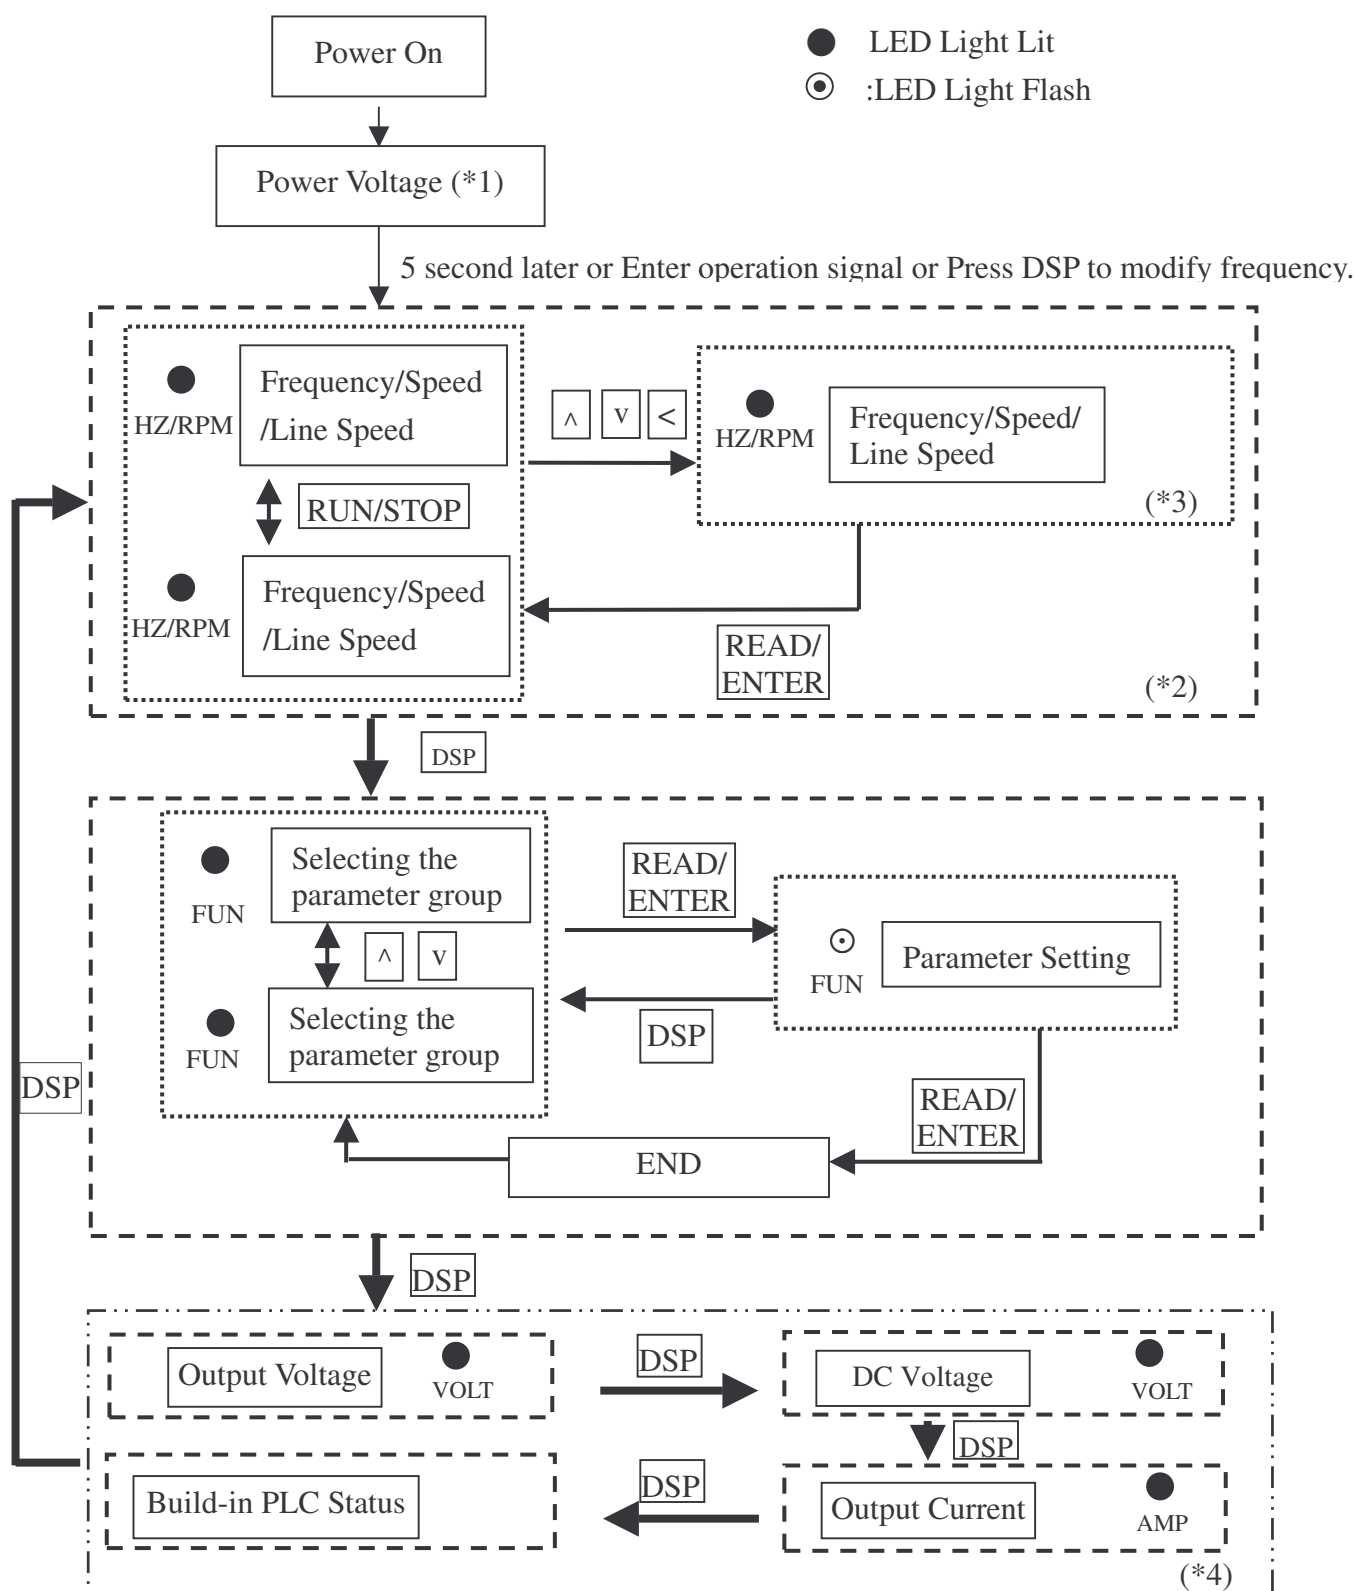 Power On
LED Light Lit
:LED Light Flash
Power Voltage (*1)
5 second later or Enter operation signal or Press DSP to modify frequency.
HZ/RPM
Frequency/Speed
/Line Speed
^ v <
HZ/RPM
Frequency/Speed/
Line Speed
(*3)
RUN/STOP
HZ/RPM
Frequency/Speed
/Line Speed
READ/
ENTER
(*2)
DSP
FUN
Selecting the
parameter group
^ v
FUN
Selecting the
parameter group
READ/
ENTER
FUN
Parameter Setting
DSP
READ/
ENTER
END
DSP
DSP
Output Voltage
VOLT
DSP
DC Voltage
VOLT
DSP
Build-in PLC Status
DSP
Output Current
AMP
(*4)